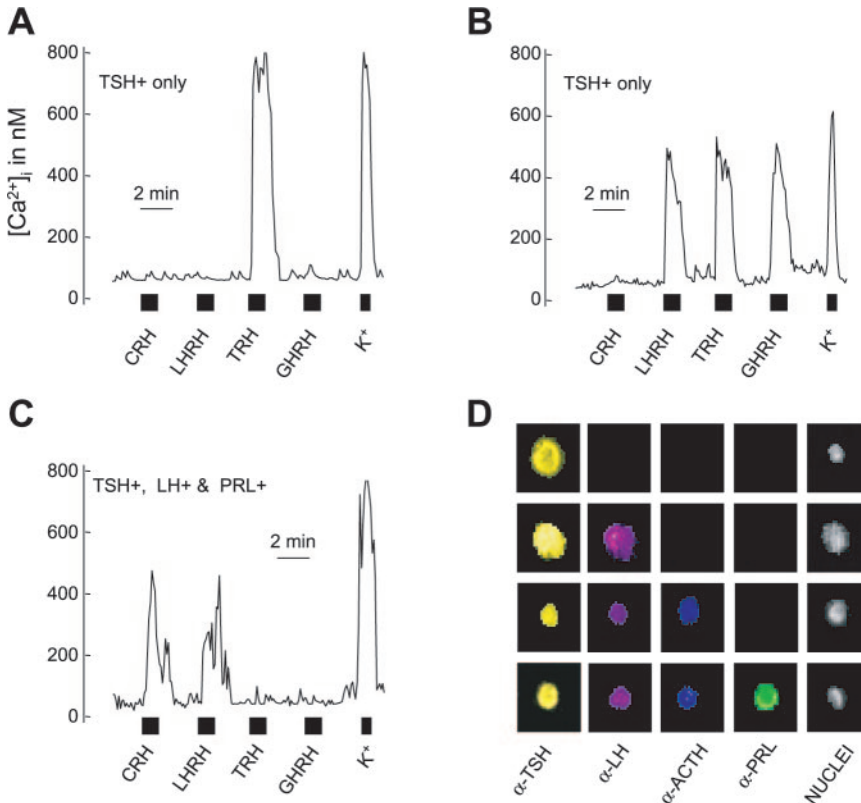 A
800
600
400
200
0
[Ca²⁺]ᵢ in nM
TSH+ only
2 min
CRH
LHRH
TRH
GHRH
K⁺
B
800
600
400
200
0
TSH+ only
2 min
CRH
LHRH
TRH
GHRH
K⁺
C
800
600
400
200
0
TSH+, LH+ & PRL+
2 min
CRH
LHRH
TRH
GHRH
K⁺
D
α-TSH
α-LH
α-ACTH
α-PRL
NUCLEI